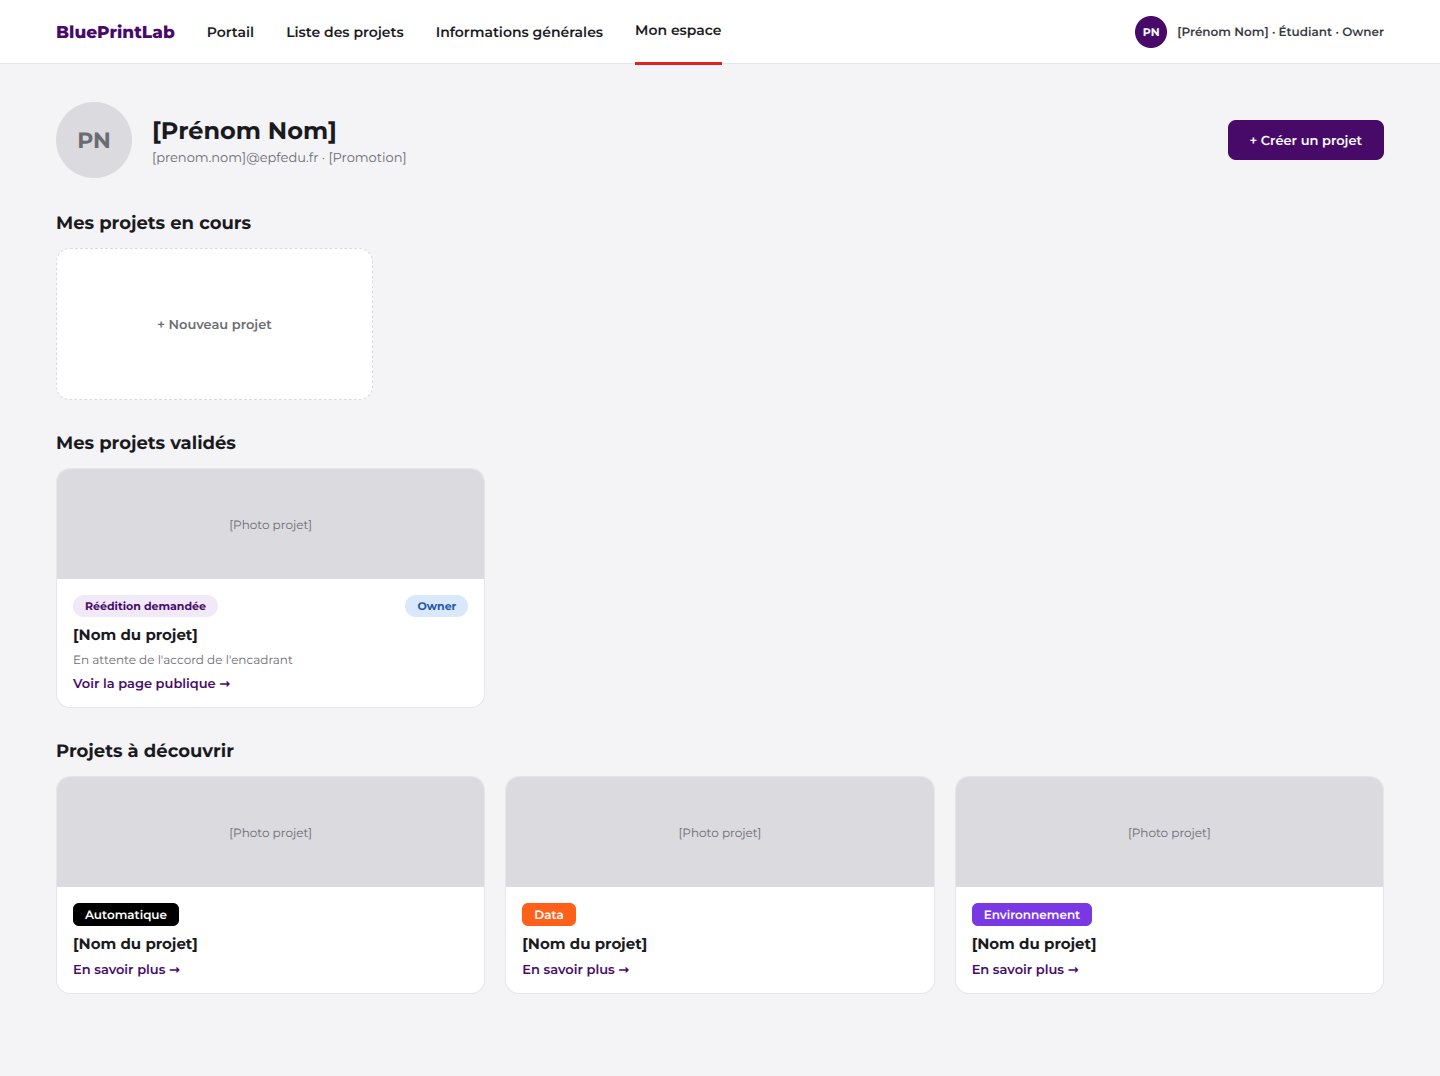 BluePrintLab
Portail
Liste des projets
Informations générales
Mon espace
PN
[Prénom Nom] · Étudiant · Owner
PN
[Prénom Nom]
[prenom.nom]@epfedu.fr · [Promotion]
+ Créer un projet
Mes projets en cours
+ Nouveau projet
Mes projets validés
[Photo projet]
Réédition demandée
Owner
[Nom du projet]
En attente de l'accord de l'encadrant
Voir la page publique →
Projets à découvrir
[Photo projet]
Automatique
[Nom du projet]
En savoir plus →
[Photo projet]
Data
[Nom du projet]
En savoir plus →
[Photo projet]
Environnement
[Nom du projet]
En savoir plus →